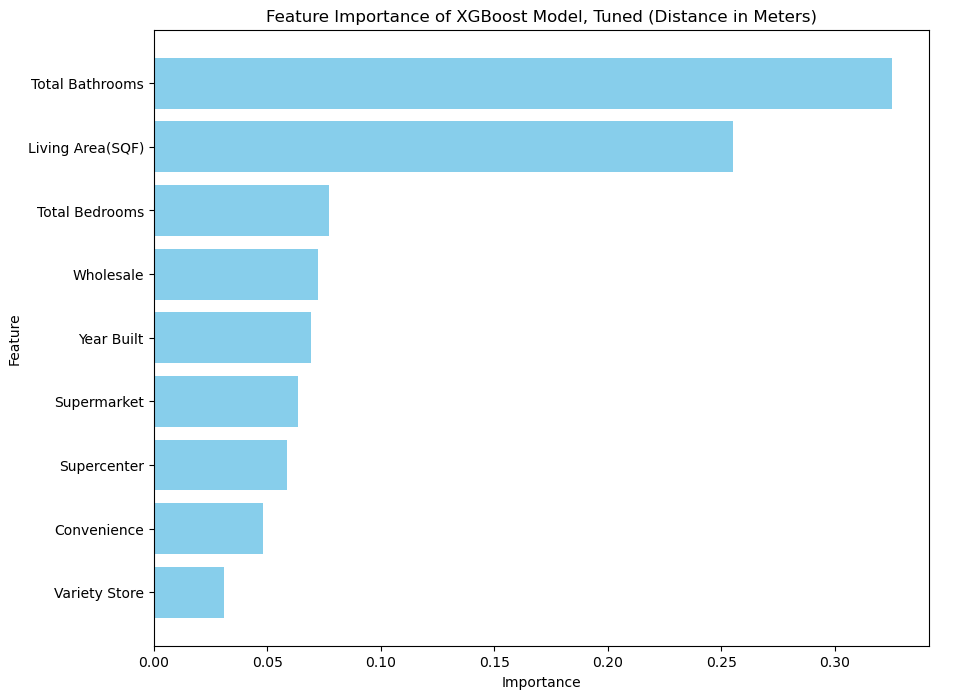 Feature Importance of XGBoost Model, Tuned (Distance in Meters)
Total Bathrooms
Living Area(SQF)
Total Bedrooms
Wholesale
Year Built
Supermarket
Supercenter
Convenience
Variety Store
Feature
0.00 0.05 0.10 0.15 0.20 0.25 0.30
Importance